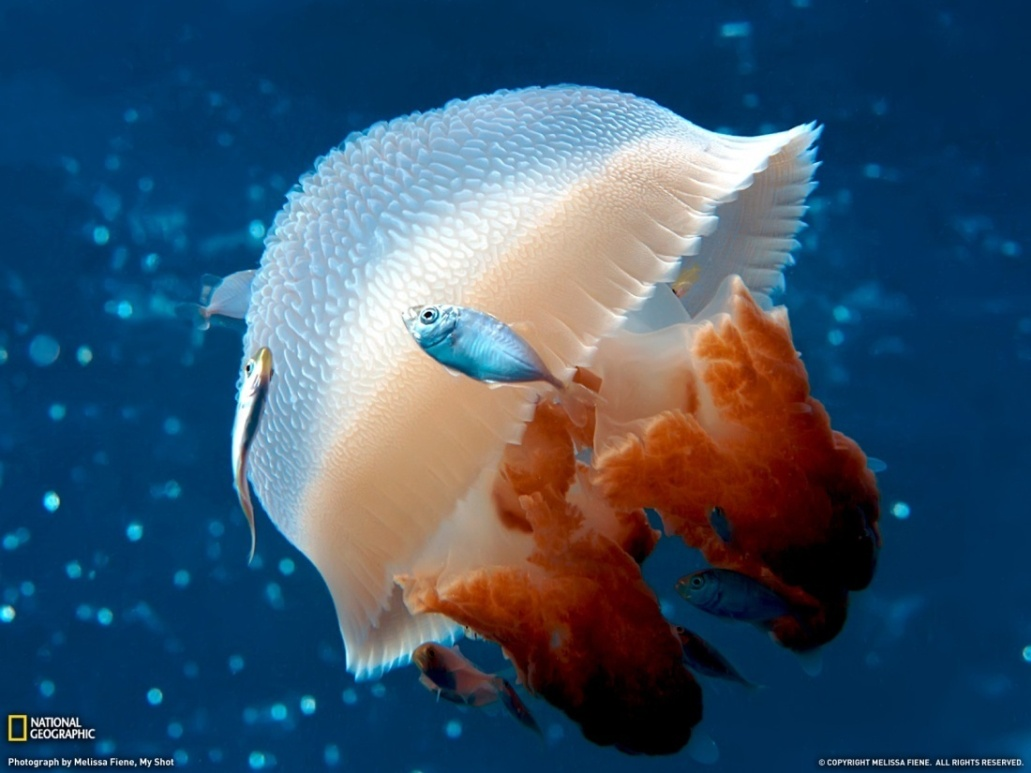 NATIONAL
GEOGRAPHIC
Photograph by Melissa Fiene, My Shot
© COPYRIGHT MELISSA FIENE. ALL RIGHTS RESERVED.